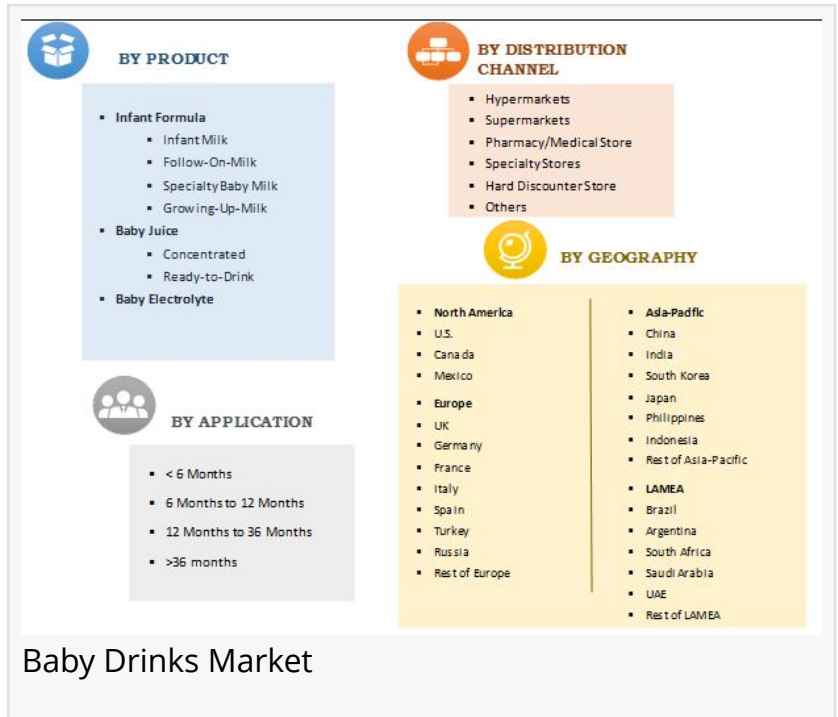 BY PRODUCT
Infant Formula
Infant Milk
Follow-On-Milk
Specialty Baby Milk
Growing-Up-Milk
Baby Juice
Concentrated
Ready-to-Drink
Baby Electrolyte
BY APPLICATION
< 6 Months
6 Months to 12 Months
12 Months to 36 Months
>36 months
BY DISTRIBUTION
CHANNEL
Hypermarkets
Supermarkets
Pharmacy/Medical Store
Specialty Stores
Hard Discounter Store
Others
BY GEOGRAPHY
North America
U.S.
Canada
Mexico
Europe
UK
Germany
France
Italy
Spain
Turkey
Russia
Rest of Europe
Asia-Pacific
China
India
South Korea
Japan
Philippines
Indonesia
Rest of Asia-Pacific
LAMEA
Brazil
Argentina
South Africa
Saudi Arabia
UAE
Rest of LAMEA
Baby Drinks Market